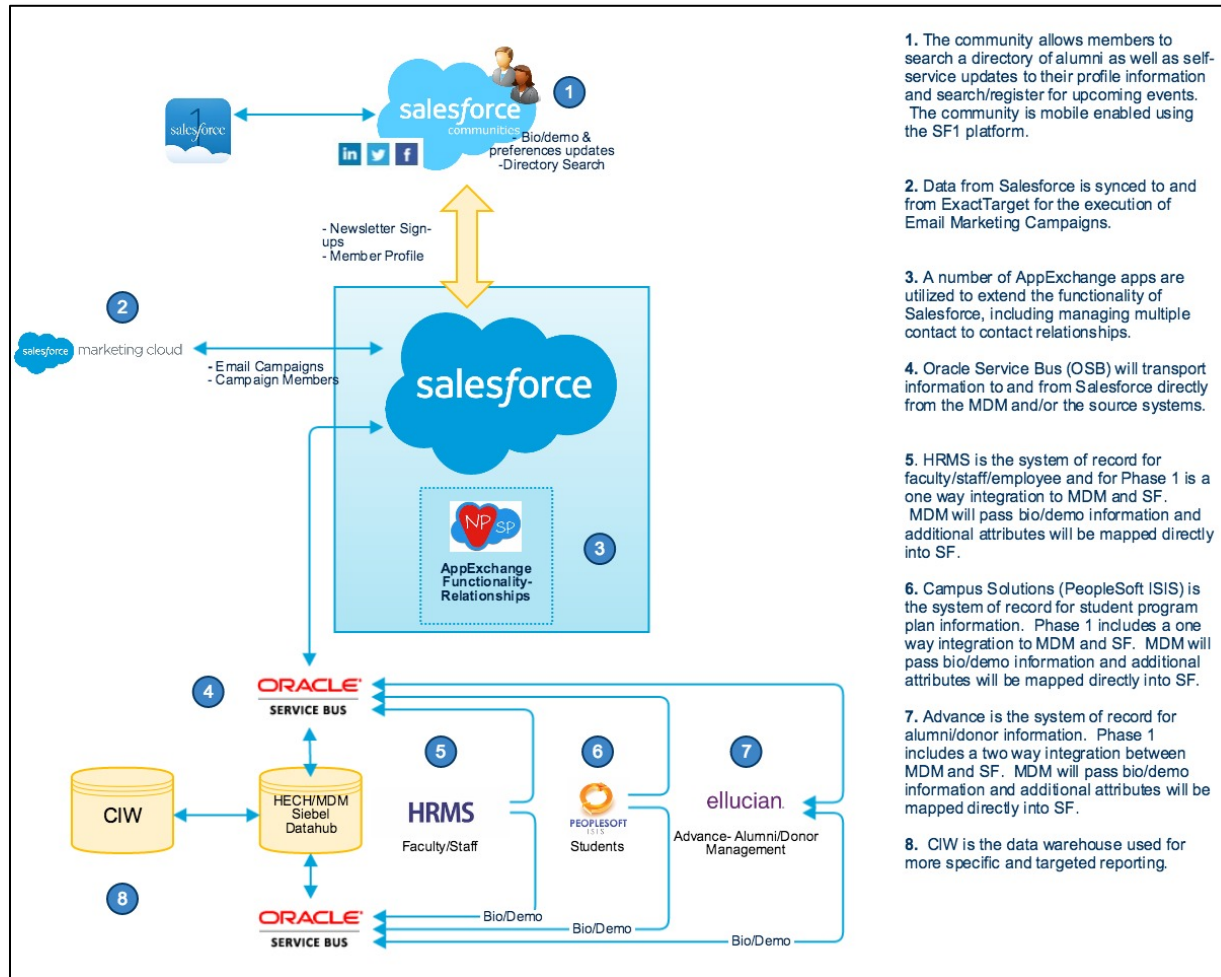 1
salesforce
1
salesforce
communities
in
f
- Bio/demo &
preferences updates
-Directory Search
- Newsletter Sign-
ups
- Member Profile
2
salesforce marketing cloud
- Email Campaigns
- Campaign Members
salesforce
NP SP
AppExchange
Functionality-
Relationships
3
4
ORACLE®
SERVICE BUS
5
6
7
CIW
HECH/MDM
Siebel
Datahub
HRMS
Faculty/Staff
PEOPLESOFT
ISIS
Students
ellucian.
Advance- Alumni/Donor
Management
8
ORACLE®
SERVICE BUS
Bio/Demo
Bio/Demo
Bio/Demo
1. The community allows members to
search a directory of alumni as well as self-
service updates to their profile information
and search/register for upcoming events.
The community is mobile enabled using
the SF1 platform.
2. Data from Salesforce is synced to and
from ExactTarget for the execution of
Email Marketing Campaigns.
3. A number of AppExchange apps are
utilized to extend the functionality of
Salesforce, including managing multiple
contact to contact relationships.
4. Oracle Service Bus (OSB) will transport
information to and from Salesforce directly
from the MDM and/or the source systems.
5. HRMS is the system of record for
faculty/staff/employee and for Phase 1 is a
one way integration to MDM and SF.
MDM will pass bio/demo information and
additional attributes will be mapped directly
into SF.
6. Campus Solutions (PeopleSoft ISIS) is
the system of record for student program
plan information. Phase 1 includes a one
way integration to MDM and SF. MDM will
pass bio/demo information and additional
attributes will be mapped directly into SF.
7. Advance is the system of record for
alumni/donor information. Phase 1
includes a two way integration between
MDM and SF. MDM will pass bio/demo
information and additional attributes will be
mapped directly into SF.
8. CIW is the data warehouse used for
more specific and targeted reporting.